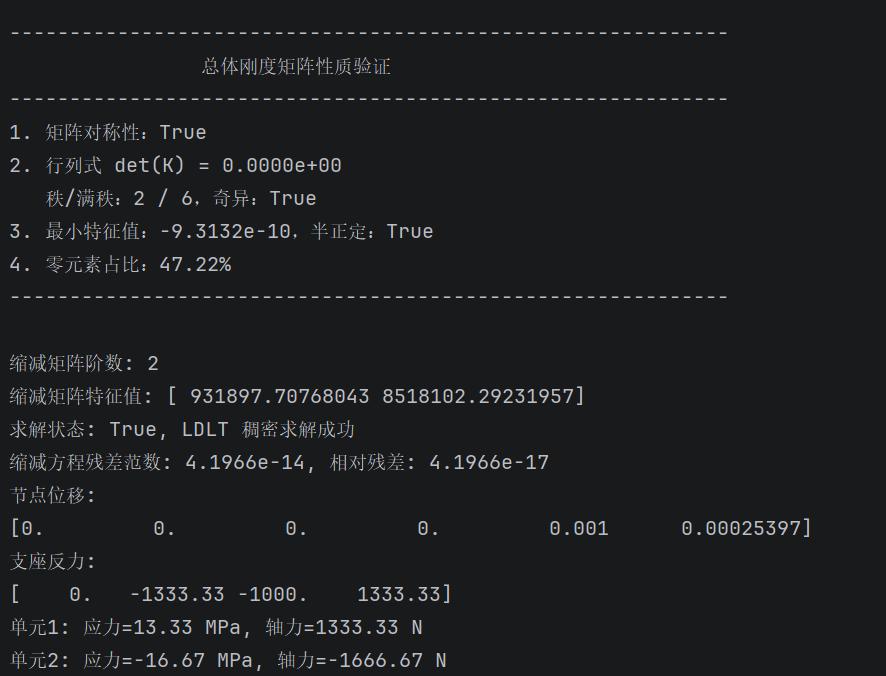 ------------------------------------------------------------
总体刚度矩阵性质验证
------------------------------------------------------------
1. 矩阵对称性：True
2. 行列式 det(K) = 0.0000e+00
秩/满秩：2 / 6，奇异：True
3. 最小特征值：-9.3132e-10，半正定：True
4. 零元素占比：47.22%
------------------------------------------------------------
缩减矩阵阶数: 2
缩减矩阵特征值: [ 931897.70768043 8518102.29231957]
求解状态: True, LDLT 稠密求解成功
缩减方程残差范数: 4.1966e-14, 相对残差: 4.1966e-17
节点位移:
[0. 0. 0. 0. 0.001 0.00025397]
支座反力:
[ 0. -1333.33 -1000. 1333.33]
单元1: 应力=13.33 MPa, 轴力=1333.33 N
单元2: 应力=-16.67 MPa, 轴力=-1666.67 N